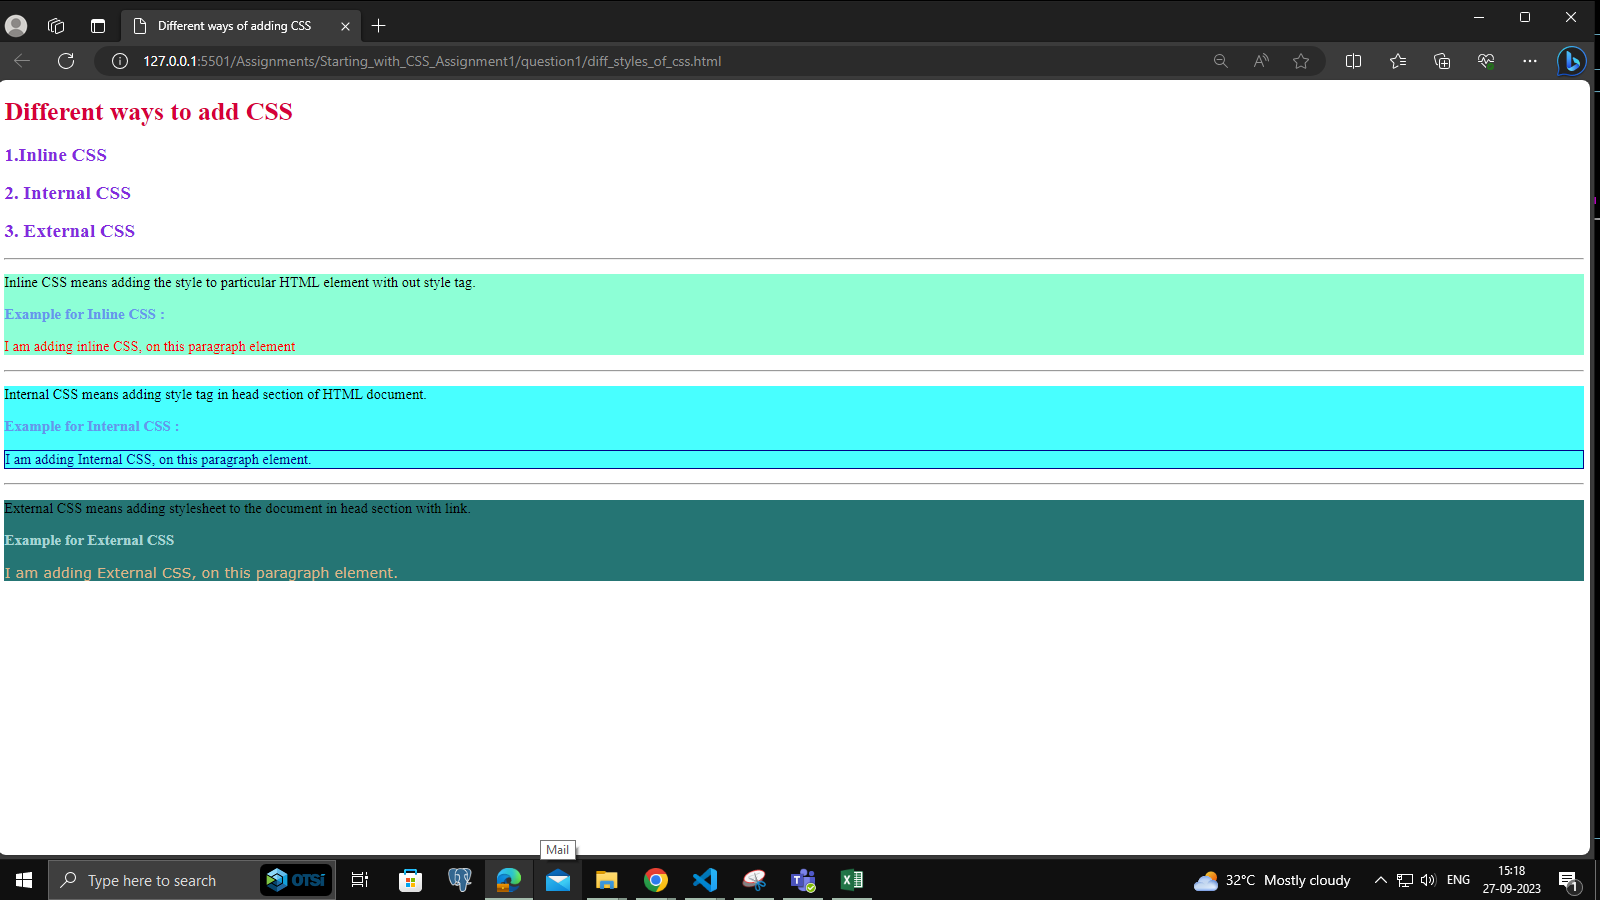 Different ways of adding CSS
127.0.0.1:5501/Assignments/Starting_with_CSS_Assignment1/question1/diff_styles_of_css.html
Different ways to add CSS
1.Inline CSS
2. Internal CSS
3. External CSS
Inline CSS means adding the style to particular HTML element with out style tag.
Example for Inline CSS :
I am adding inline CSS, on this paragraph element
Internal CSS means adding style tag in head section of HTML document.
Example for Internal CSS :
I am adding Internal CSS, on this paragraph element.
External CSS means adding stylesheet to the document in head section with link.
Example for External CSS
I am adding External CSS, on this paragraph element.
Mail
Type here to search
OTSi
32°C Mostly cloudy
ENG
15:18
27-09-2023
1